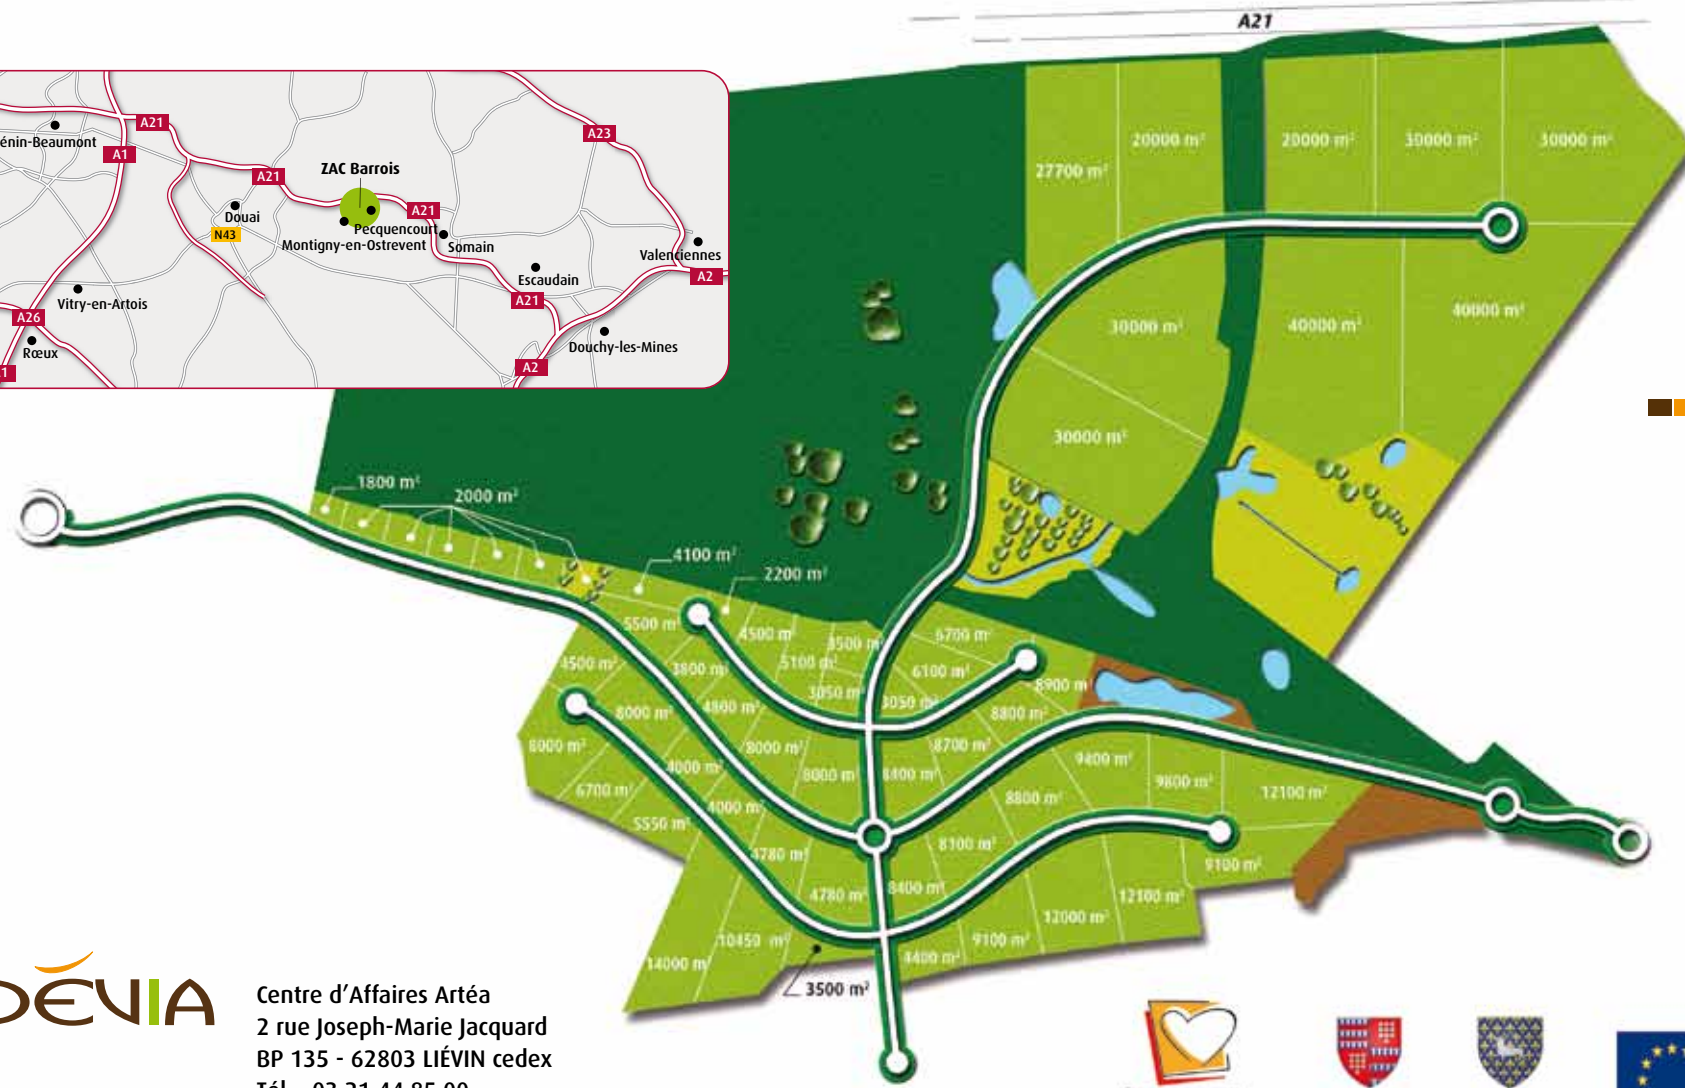 A21
A21
A23
énin-Beaumont
A1
ZAC Barrois
A21
A21
Douai
Pecquencourt
N43
Montigny-en-Ostrevent
Somain
Valenciennes
A2
Escaudain
Vitry-en-Artois
A21
A26
Rœux
Douchy-les-Mines
A2
20000 m²
20000 m²
30000 m²
30000 m²
27700 m²
30000 m²
40000 m²
40000 m²
30000 m²
1800 m²
2000 m²
4100 m²
2200 m²
5500 m²
4500 m²
3500 m²
6700 m²
4500 m²
3800 m²
5100 m²
6100 m²
8900 m
3050 m²
3050 m²
8000 m²
4800 m²
8800 m²
8000 m²
8000 m²
8700 m²
4000 m²
8000 m²
8400 m²
9400 m²
9800 m²
12100 m²
6700 m²
4000 m²
8800 m²
5550 m²
4780 m²
8100 m²
9100 m²
4780 m²
8400 m²
12100 m²
12000 m²
10450 m²
9100 m²
14000 m²
4400 m²
3500 m²
DÉVIA
Centre d'Affaires Artéa
2 rue Joseph-Marie Jacquard
BP 135 - 62803 LIÉVIN cedex